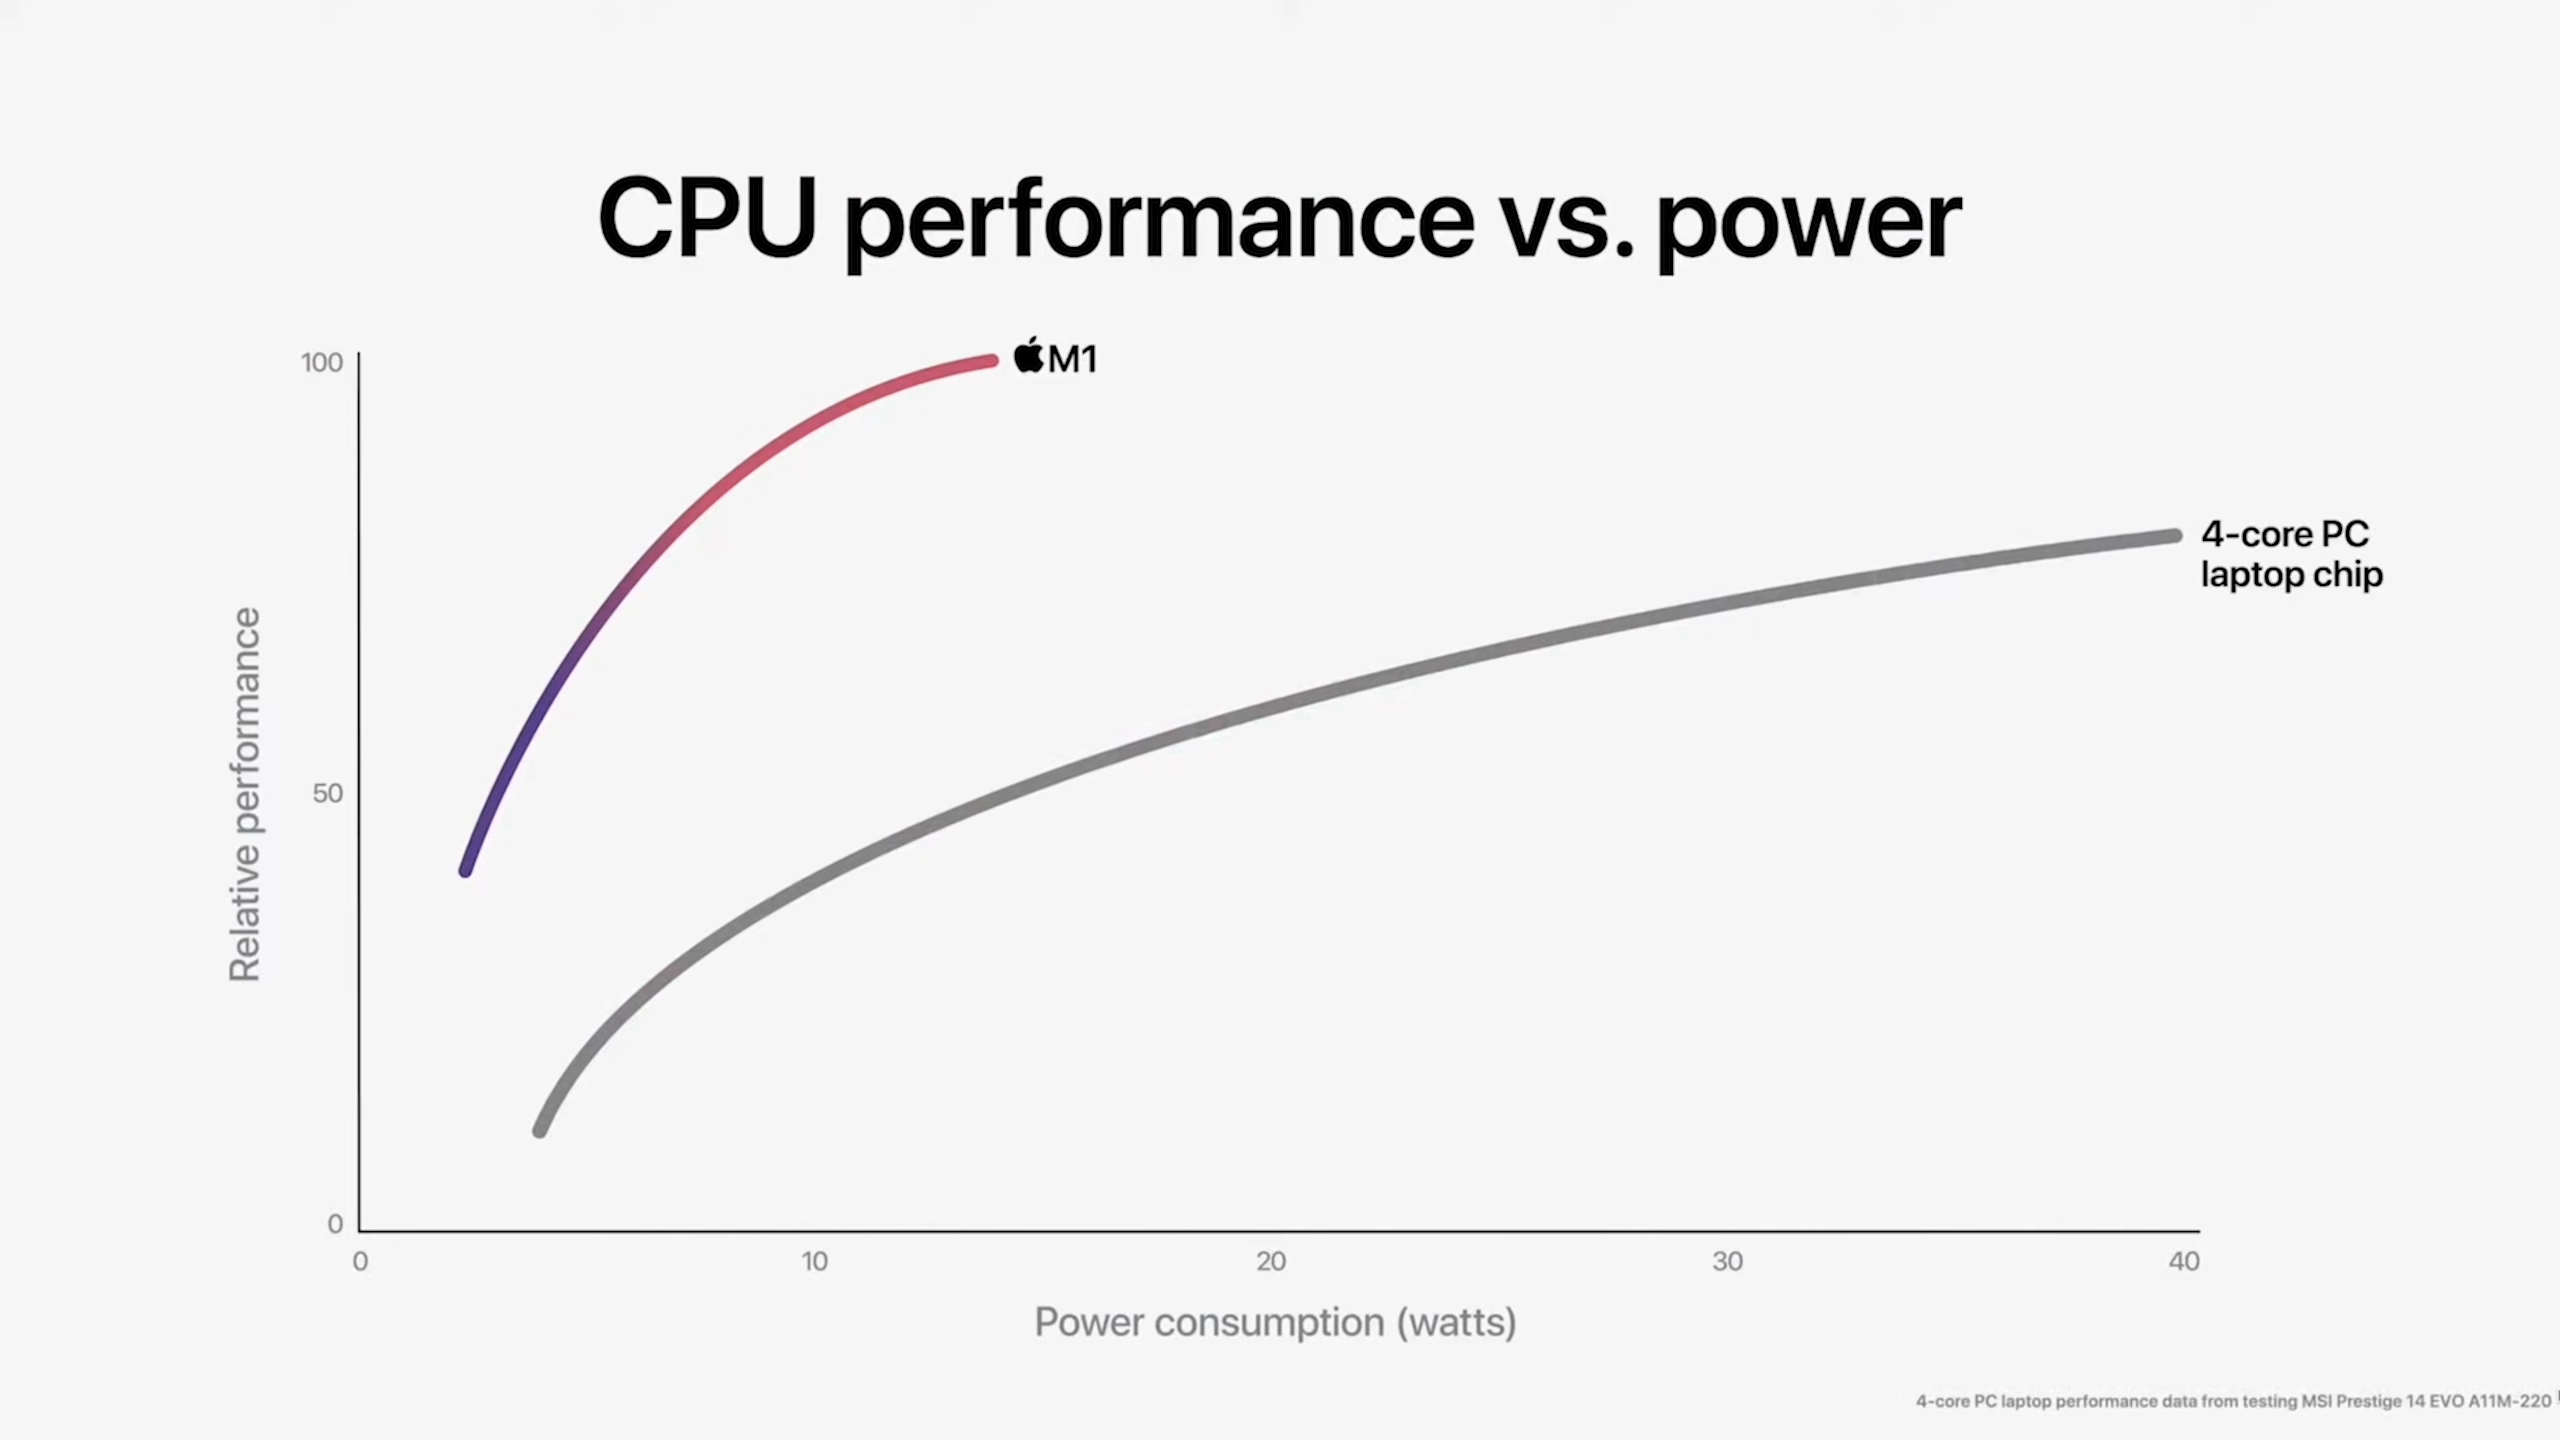 CPU performance vs. power
100
M1
4-core PC
laptop chip
Relative performance
50
0
0 10 20 30 40
Power consumption (watts)
4-core PC laptop performance data from testing MSI Prestige 14 EVO A11M-220